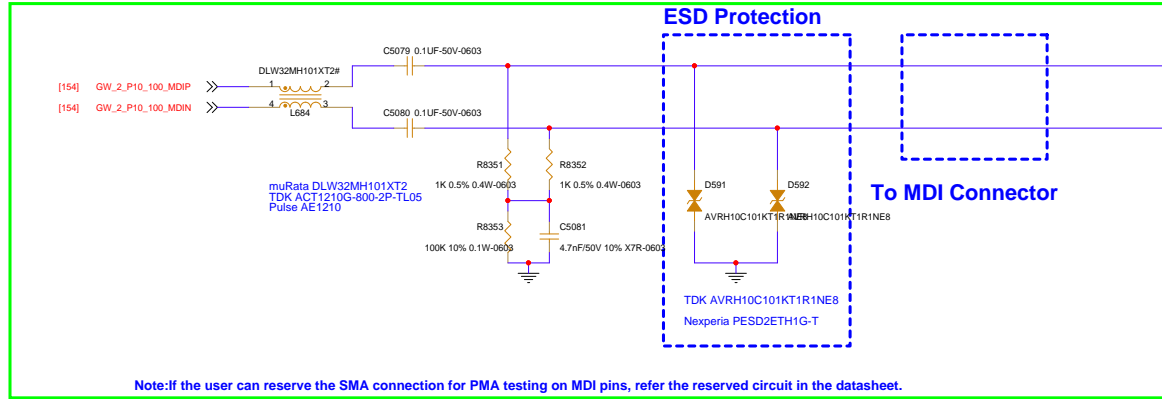 ESD Protection
C5079 0.1UF-50V-0603
DLW32MH101XT2#
[154] GW_2_P10_100_MDIP
1 2
[154] GW_2_P10_100_MDIN
4 3
L684
C5080 0.1UF-50V-0603
R8351
1K 0.5% 0.4W-0603
R8352
1K 0.5% 0.4W-0603
muRata DLW32MH101XT2
TDK ACT1210G-800-2P-TL05
Pulse AE1210
D591
AVRH10C101KT1R1NE8
D592
AVRH10C101KT1R1NE8
To MDI Connector
R8353
100K 10% 0.1W-0603
C5081
4.7nF/50V 10% X7R-0603
TDK AVRH10C101KT1R1NE8
Nexperia PESD2ETH1G-T
Note:If the user can reserve the SMA connection for PMA testing on MDI pins, refer the reserved circuit in the datasheet.